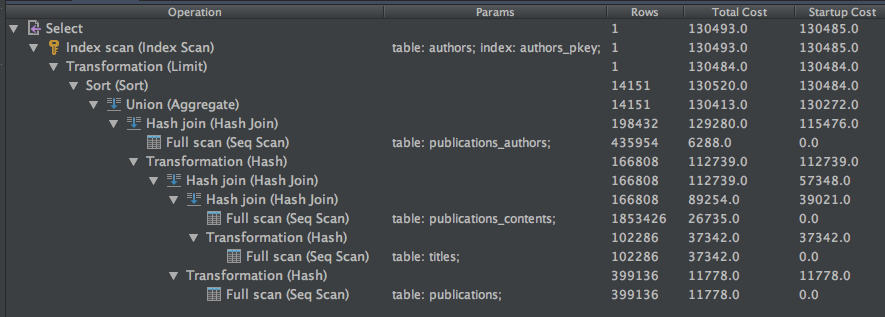 Operation Params Rows Total Cost Startup Cost
Select 1 130493.0 130485.0
Index scan (Index Scan) table: authors; index: authors_pkey; 1 130493.0 130485.0
Transformation (Limit) 1 130484.0 130484.0
Sort (Sort) 14151 130520.0 130484.0
Union (Aggregate) 14151 130413.0 130272.0
Hash join (Hash Join) 198432 129280.0 115476.0
Full scan (Seq Scan) table: publications_authors; 435954 6288.0 0.0
Transformation (Hash) 166808 112739.0 112739.0
Hash join (Hash Join) 166808 112739.0 57348.0
Hash join (Hash Join) 166808 89254.0 39021.0
Full scan (Seq Scan) table: publications_contents; 1853426 26735.0 0.0
Transformation (Hash) 102286 37342.0 37342.0
Full scan (Seq Scan) table: titles; 102286 37342.0 0.0
Transformation (Hash) 399136 11778.0 11778.0
Full scan (Seq Scan) table: publications; 399136 11778.0 0.0